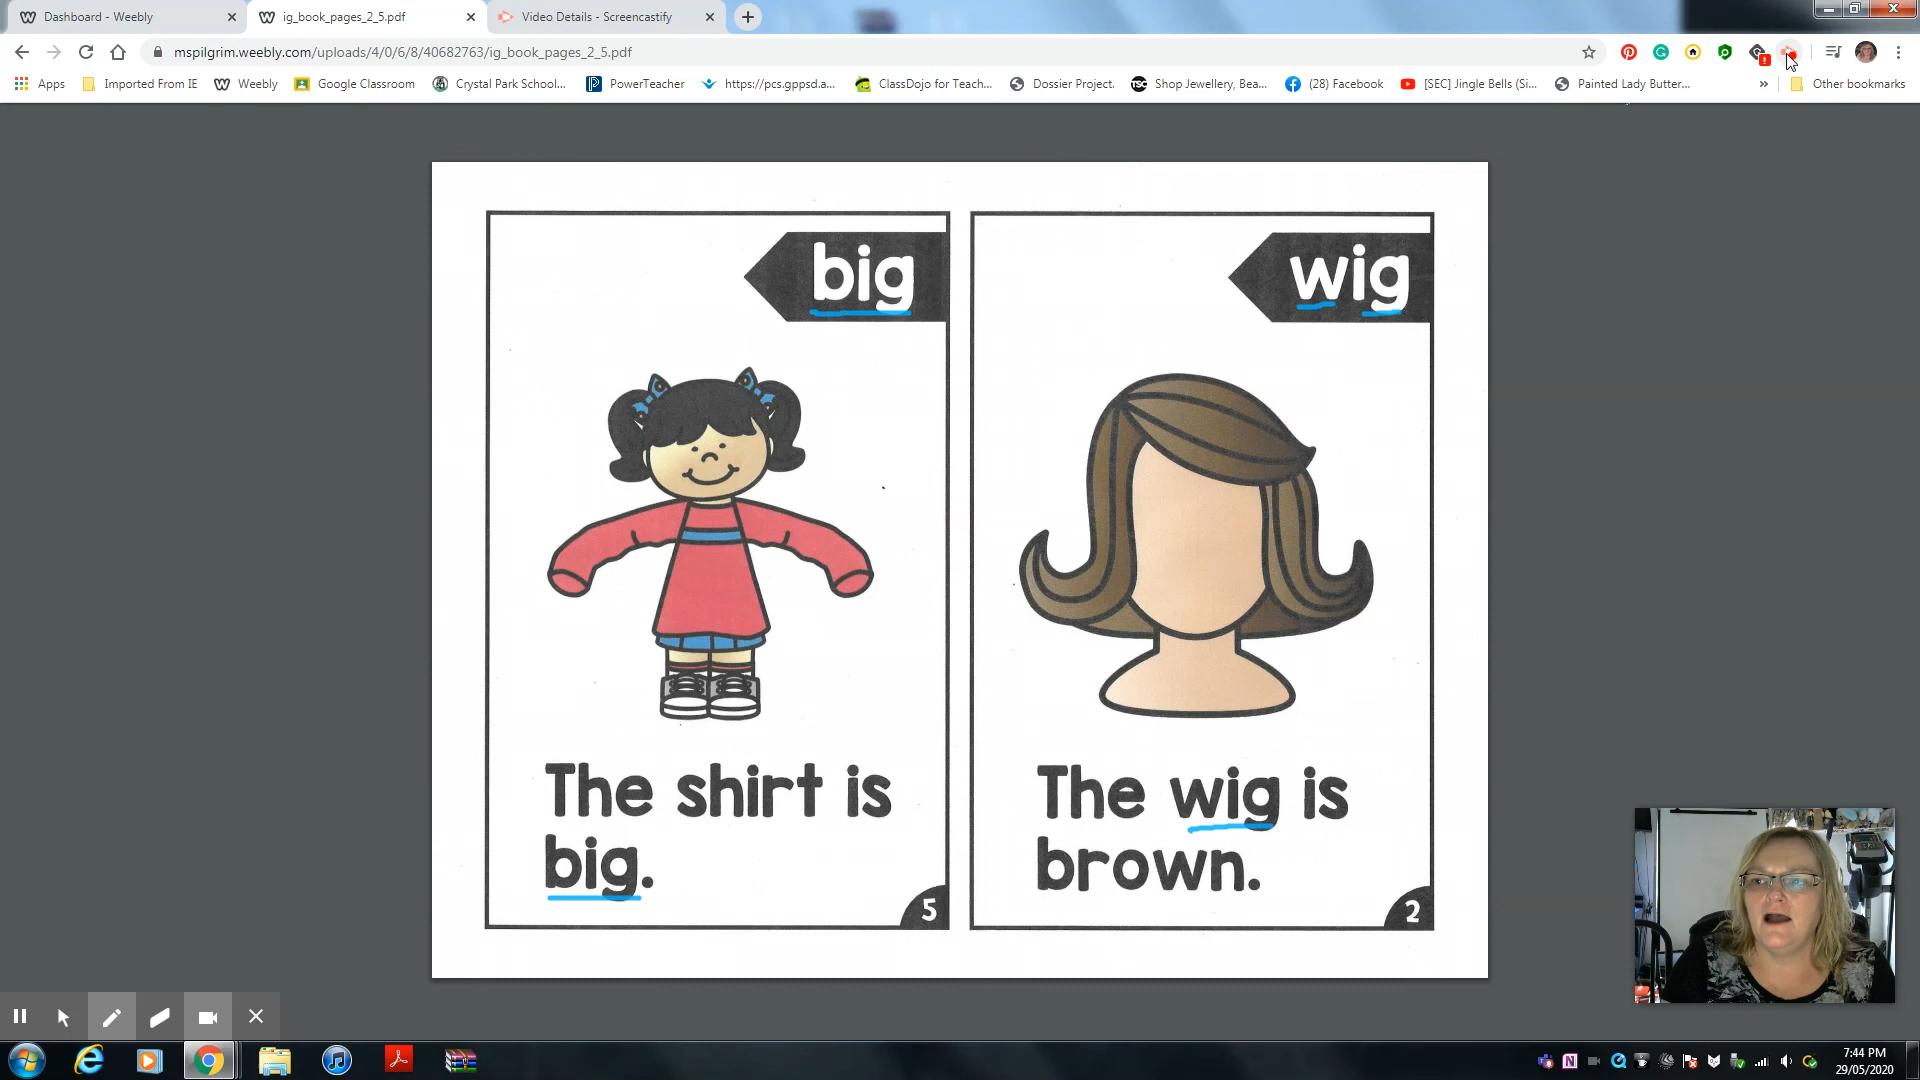 Dashboard - Weebly
ig_book_pages_2_5.pdf
Video Details - Screencastify
mspilgrim.weebly.com/uploads/4/0/6/8/40682763/ig_book_pages_2_5.pdf
Apps
Imported From IE
Weebly
Google Classroom
Crystal Park School...
PowerTeacher
https://pcs.gppsd.a...
ClassDojo for Teach...
Dossier Project.
Shop Jewellery, Bea...
(28) Facebook
[SEC] Jingle Bells (Si...
Painted Lady Butter...
»
Other bookmarks
big
The shirt is
big.
5
wig
The wig is
brown.
2
7:44 PM
29/05/2020